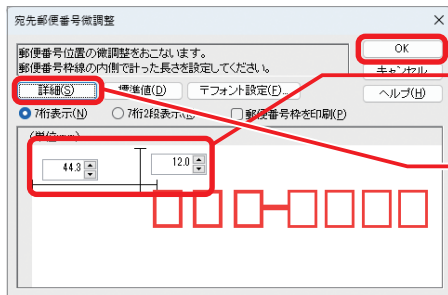 宛先郵便番号微調整
郵便番号位置の微調整をおこないます。
郵便番号枠線の内側で計った長さを設定してください。
OK
キャンセル
詳細(S)
標準値(D)
〒フォント設定(F)...
ヘルプ(H)
7桁表示(N)
7桁2段表示(E)
郵便番号枠を印刷(P)
(単位:mm)
44.3
12.0